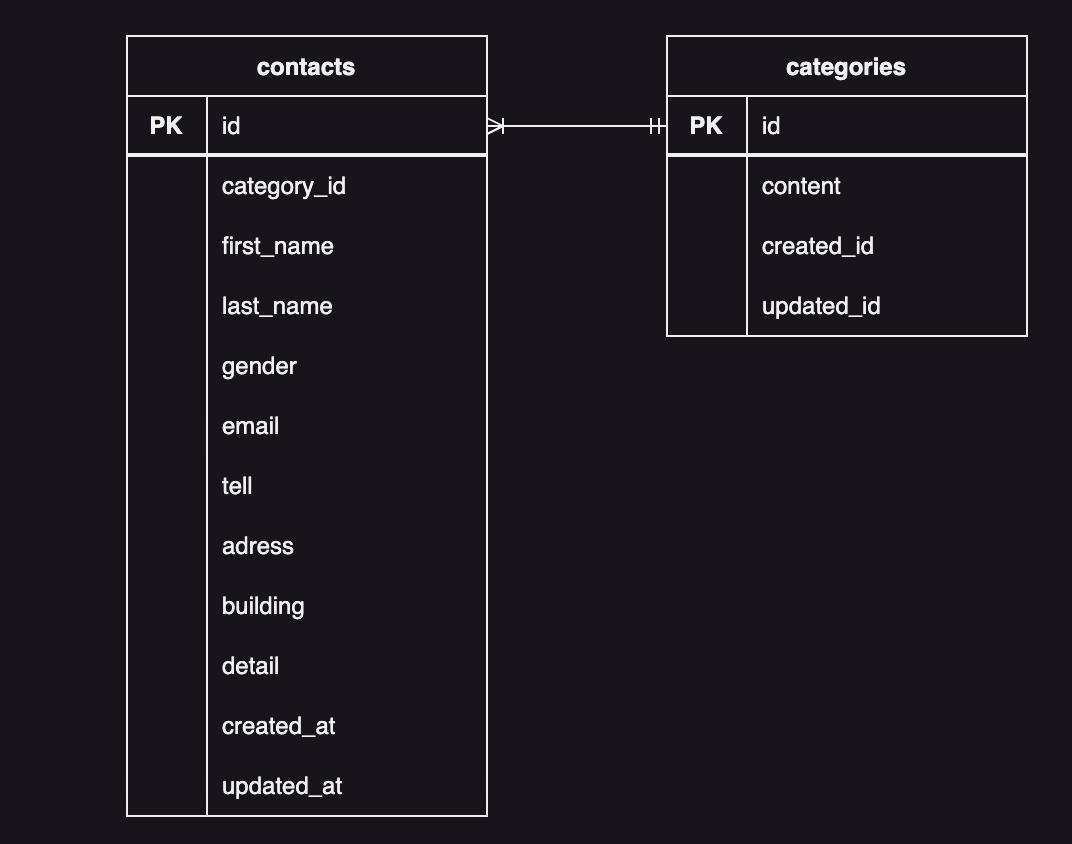 contacts
PK id
category_id
first_name
last_name
gender
email
tell
adress
building
detail
created_at
updated_at
categories
PK id
content
created_id
updated_id